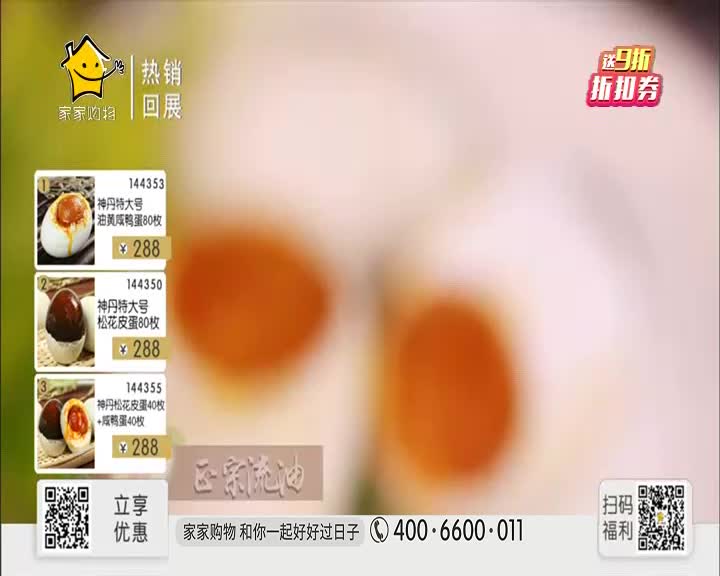 家家购物
热销
回展
送9折
折扣券
1
144353
神丹特大号
油黄咸鸭蛋80枚
¥ 288
2
144350
神丹特大号
松花皮蛋80枚
¥ 288
3
144355
神丹松花皮蛋40枚
+咸鸭蛋40枚
¥ 288
正宗流油
立享
优惠
家家购物 和你一起好好过日子
400·6600·011
扫码
福利